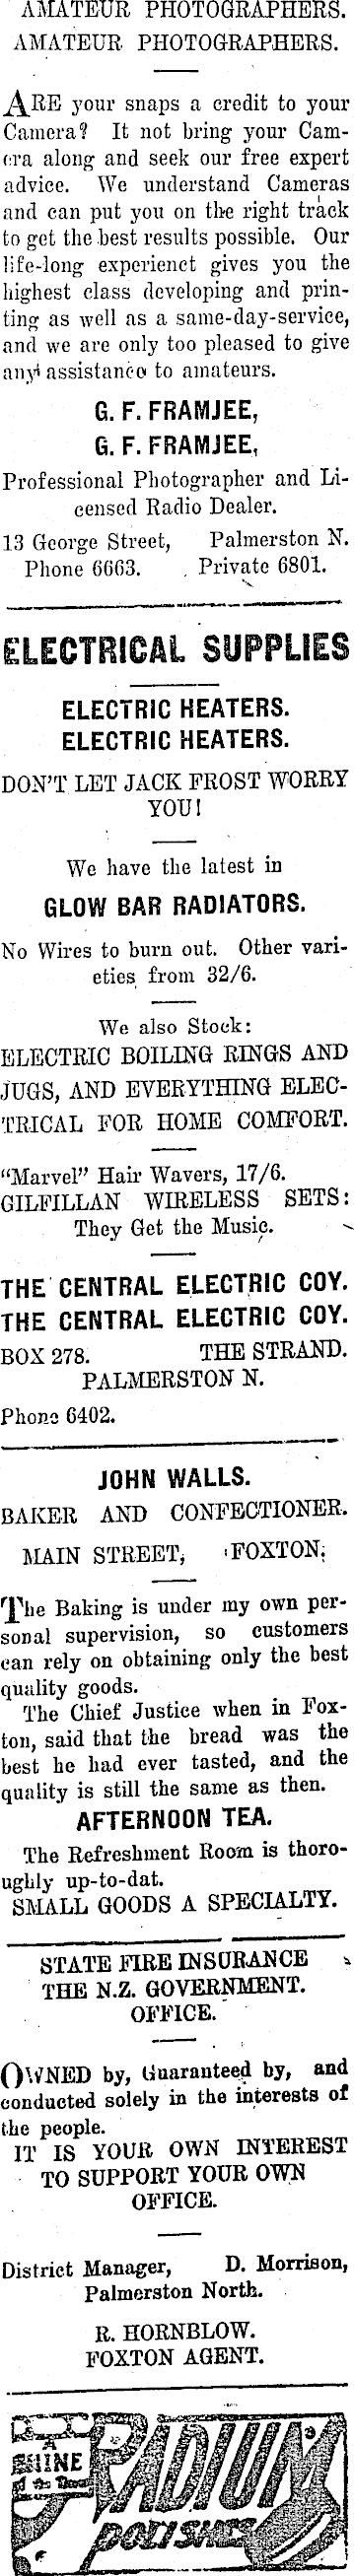 AMATEUR PHOTOGRAPHERS.
AMATEUR PHOTOGRAPHERS.
ARE your snaps a credit to your
Camera? It not bring your Cam-
era along and seek our free expert
advice. We understand Cameras
and can put you on the right track
to get the best results possible. Our
life-long experienct gives you the
highest class developing and prin-
ting as well as a same-day-service,
and we are only too pleased to give
any assistance to amateurs.
G. F. FRAMJEE,
G. F. FRAMJEE,
Professional Photographer and Li-
censed Radio Dealer.
13 George Street, Palmerston N.
Phone 6663. Private 6801.
ELECTRICAL SUPPLIES
ELECTRIC HEATERS.
ELECTRIC HEATERS.
DON'T LET JACK FROST WORRY
YOU!
We have the latest in
GLOW BAR RADIATORS.
No Wires to burn out. Other vari-
eties from 32/6.
We also Stock:
ELECTRIC BOILING RINGS AND
JUGS, AND EVERYTHING ELEC-
TRICAL FOR HOME COMFORT.
"Marvel" Hair Wavers, 17/6.
GILFILLAN WIRELESS SETS:
They Get the Music.
THE CENTRAL ELECTRIC COY.
THE CENTRAL ELECTRIC COY.
BOX 278. THE STRAND.
PALMERSTON N.
Phone 6402.
JOHN WALLS.
BAKER AND CONFECTIONER.
MAIN STREET, FOXTON.
The Baking is under my own per-
sonal supervision, so customers
can rely on obtaining only the best
quality goods.
The Chief Justice when in Fox-
ton, said that the bread was the
best he had ever tasted, and the
quality is still the same as then.
AFTERNOON TEA.
The Refreshment Room is thoro-
ughly up-to-dat.
SMALL GOODS A SPECIALTY.
STATE FIRE INSURANCE
THE N.Z. GOVERNMENT.
OFFICE.
OWNED by, Guaranteed by, and
conducted solely in the interests of
the people.
IT IS YOUR OWN INTEREST
TO SUPPORT YOUR OWN
OFFICE.
District Manager, D. Morrison,
Palmerston North.
R. HORNBLOW.
FOXTON AGENT.
A
SHINE
RADIUM
POLISHES